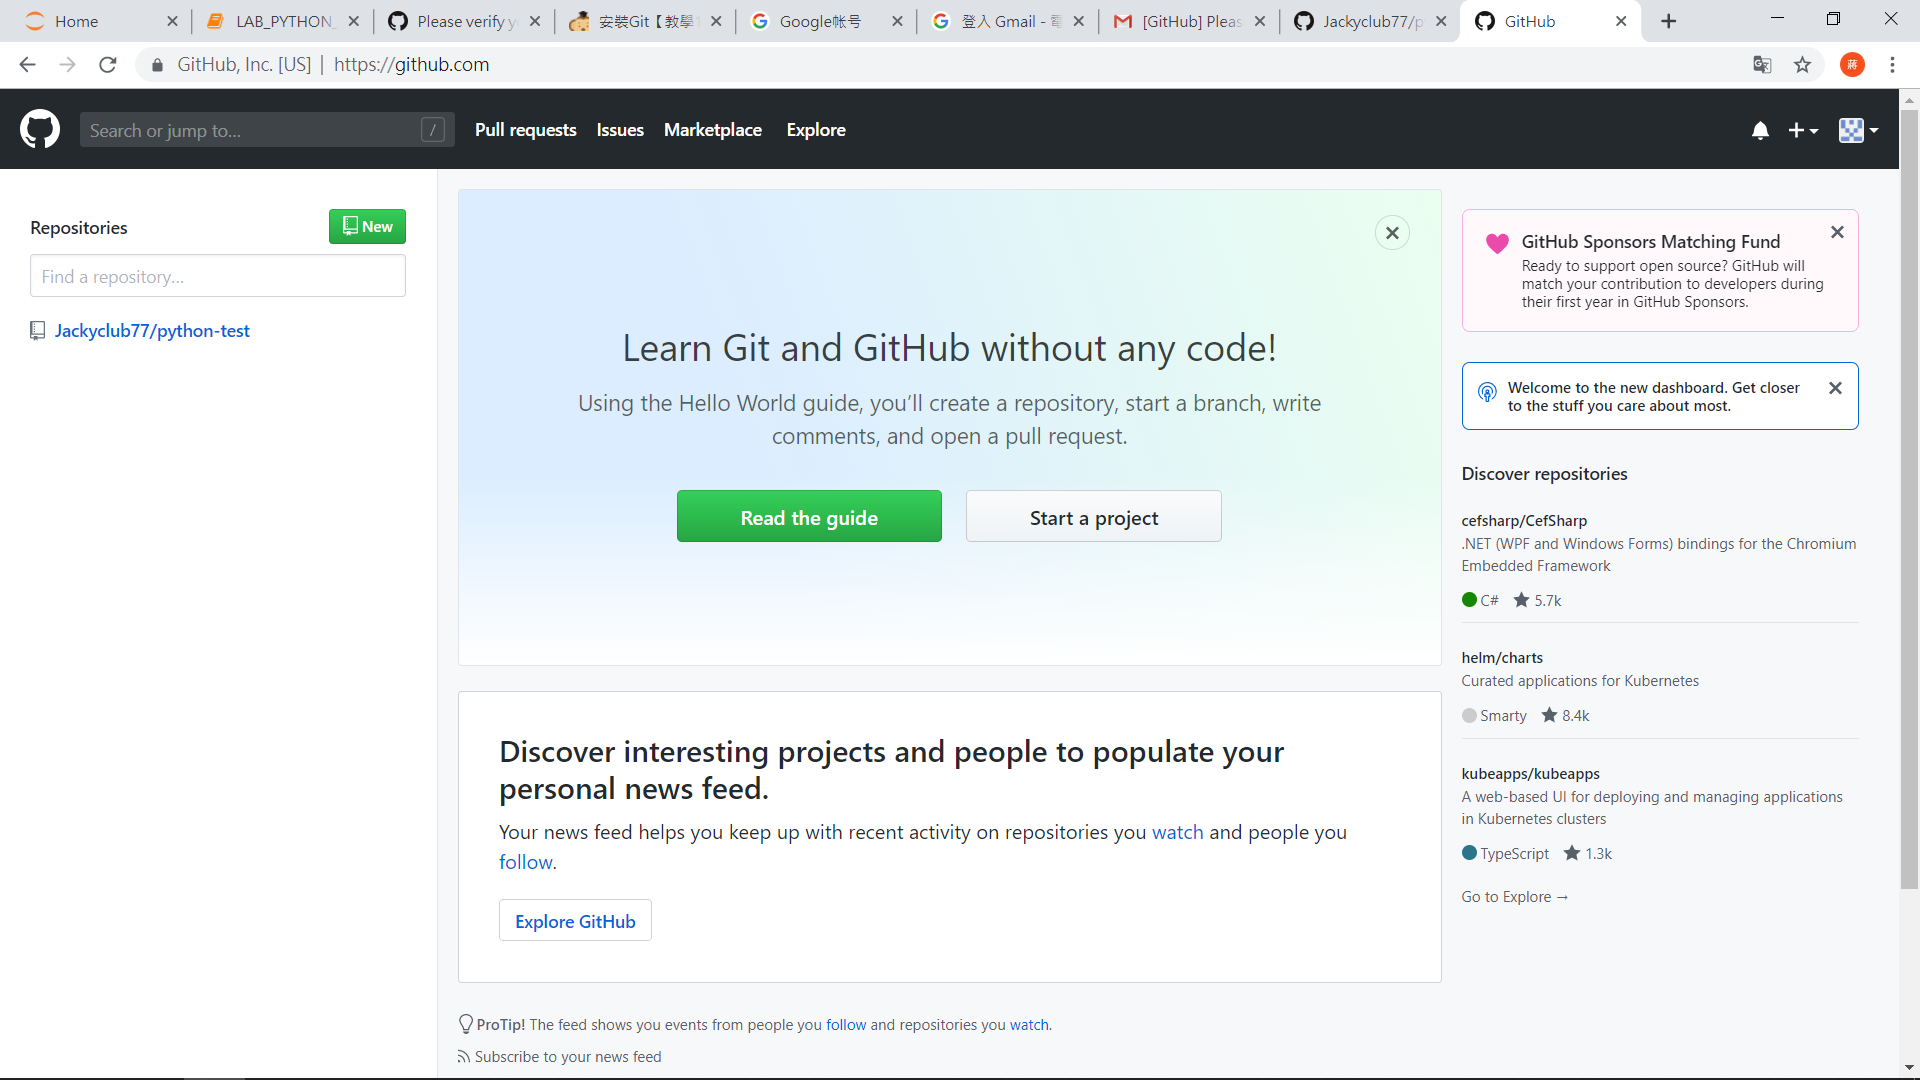 Home
LAB_PYTHON_
Please verify y
安裝Git【教學
Google帐号
登入 Gmail - 電
[GitHub] Pleas
Jackyclub77/p
GitHub
GitHub, Inc. [US] | https://github.com
蔣
Search or jump to... /
Pull requests Issues Marketplace Explore
Repositories
New
Find a repository...
Jackyclub77/python-test
Learn Git and GitHub without any code!
Using the Hello World guide, you’ll create a repository, start a branch, write
comments, and open a pull request.
Read the guide
Start a project
Discover interesting projects and people to populate your
personal news feed.
Your news feed helps you keep up with recent activity on repositories you watch and people you
follow.
Explore GitHub
ProTip! The feed shows you events from people you follow and repositories you watch.
Subscribe to your news feed
GitHub Sponsors Matching Fund
Ready to support open source? GitHub will
match your contribution to developers during
their first year in GitHub Sponsors.
Welcome to the new dashboard. Get closer
to the stuff you care about most.
Discover repositories
cefsharp/CefSharp
.NET (WPF and Windows Forms) bindings for the Chromium
Embedded Framework
C# 5.7k
helm/charts
Curated applications for Kubernetes
Smarty 8.4k
kubeapps/kubeapps
A web-based UI for deploying and managing applications
in Kubernetes clusters
TypeScript 1.3k
Go to Explore →